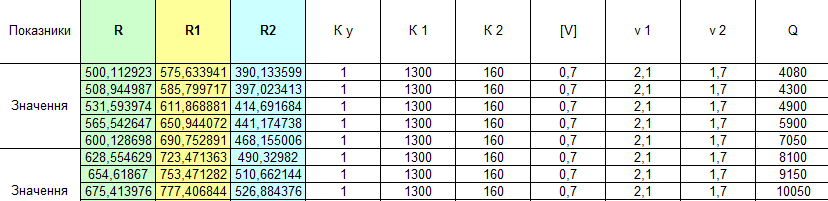 Показники R R1 R2 К у К 1 К 2 [V] v 1 v 2 Q
500,112923 575,633941 390,133599 1 1300 160 0,7 2,1 1,7 4080
508,944987 585,799717 397,023413 1 1300 160 0,7 2,1 1,7 4300
Значення 531,593974 611,868881 414,691684 1 1300 160 0,7 2,1 1,7 4900
565,542647 650,944072 441,174738 1 1300 160 0,7 2,1 1,7 5900
600,128698 690,752891 468,155006 1 1300 160 0,7 2,1 1,7 7050
628,554629 723,471363 490,32982 1 1300 160 0,7 2,1 1,7 8100
654,61867 753,471282 510,662144 1 1300 160 0,7 2,1 1,7 9150
Значення 675,413976 777,406844 526,884376 1 1300 160 0,7 2,1 1,7 10050